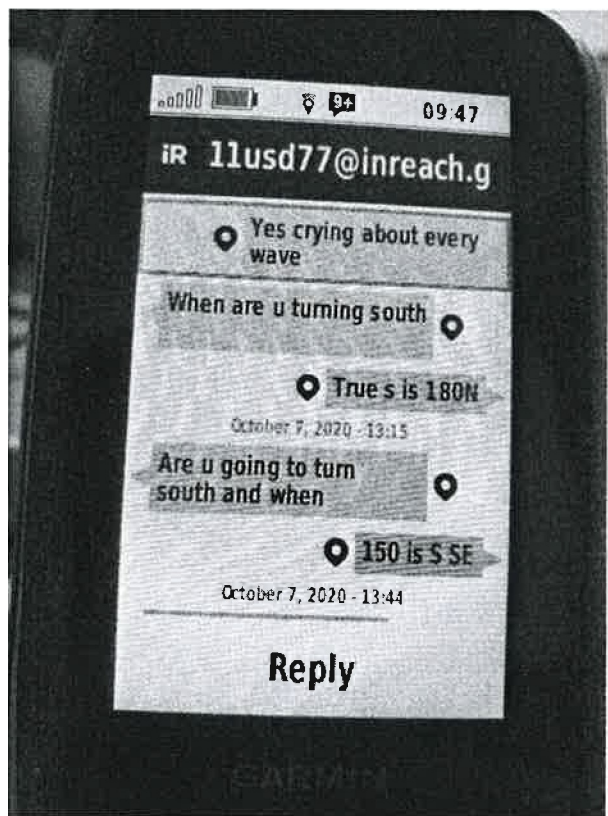 9+ 09:47
iR 11usd77@inreach.g
Yes crying about every
wave
When are u turning south
True s is 180N
October 7, 2020 - 13:15
Are u going to turn
south and when
150 is S SE
October 7, 2020 - 13:44
Reply
GARMIN